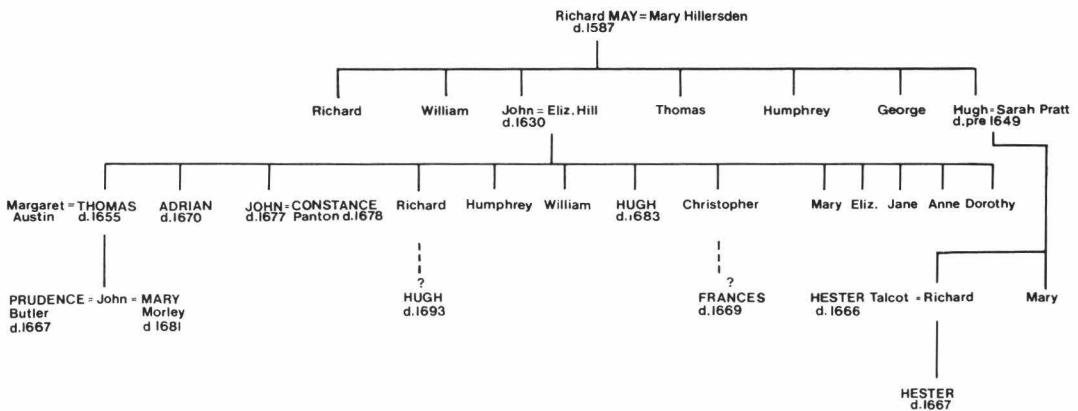 Richard MAY = Mary Hillersden
d.1587
Richard William John = Eliz. Hill Thomas Humphrey George Hugh = Sarah Pratt
d.1630 d.pre 1649
Margaret = THOMAS ADRIAN JOHN = CONSTANCE Richard Humphrey William HUGH Christopher Mary Eliz. Jane Anne Dorothy
Austin d.1655 d.1670 d.1677 Panton d.1678 d.1683
? ?
PRUDENCE = John = MARY HUGH FRANCES HESTER Talcot = Richard Mary
Butler Morley d.1693 d.1669 d.1666
d.1667 d 1681
HESTER
d.1667